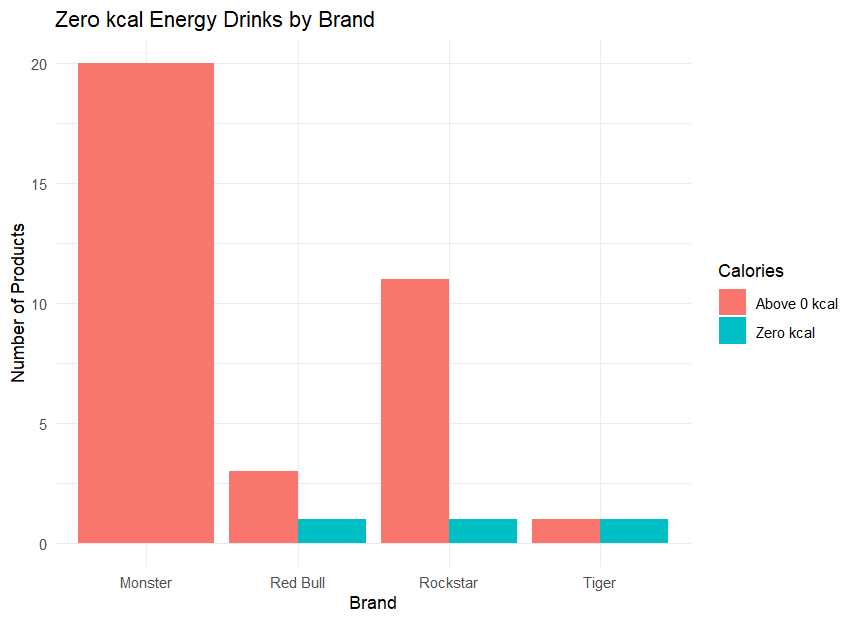 Zero kcal Energy Drinks by Brand
Number of Products
20
15
10
5
0
Monster
Red Bull
Rockstar
Tiger
Brand
Calories
Above 0 kcal
Zero kcal